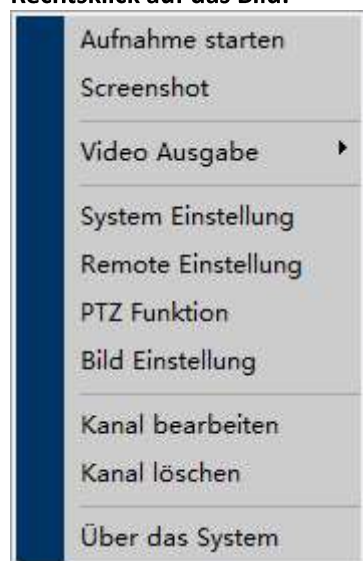 Rechtsklick auf das Bild:
Aufnahme starten
Screenshot
Video Ausgabe
System Einstellung
Remote Einstellung
PTZ Funktion
Bild Einstellung
Kanal bearbeiten
Kanal löschen
Über das System